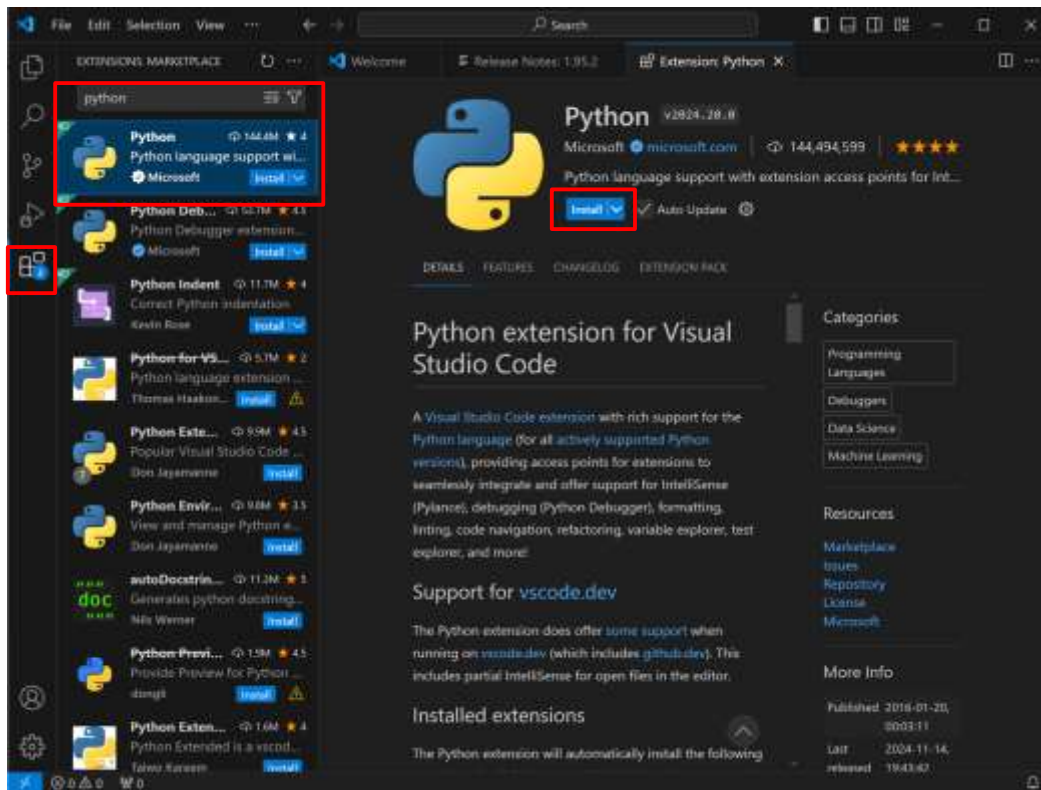 File Edit Selection View ... Search
EXTENSIONS: MARKETPLACE
python
Python 144.4M 4
Python language support wi...
Microsoft Install
Python Deb... 4.5
Python Debugger extension...
Microsoft Install
Python Indent 11.7M 4
Correct Python indentation
Kevin Rose Install
Python for VS... 5.7M 2
Python language extension ...
Thomas Haakon... Install
Python Exte... 9.9M 4.5
Popular Visual Studio Code ...
Don Jayamanne Install
Python Envir... 9.8M 3.5
View and manage Python e...
Don Jayamanne Install
doc
autoDocstrin... 11.3M 5
Generates python docstring...
Nils Werner Install
Python Previ... 1.9M 4.5
Provide Preview for Python ...
dongli Install
Python Exten... 1.6M 4
Python Extended is a vscod...
Taiwo Kareem Install
0 0 0
Welcome
Release Notes: 1.95.2
Extension: Python
Python v2024.20.0
Microsoft microsoft.com 144,494,599
Python language support with extension access points for Int...
Install Auto Update
DETAILS FEATURES CHANGELOG EXTENSION PACK
Python extension for Visual
Studio Code
A Visual Studio Code extension with rich support for the
Python language (for all actively supported Python
versions), providing access points for extensions to
seamlessly integrate and offer support for IntelliSense
(Pylance), debugging (Python Debugger), formatting,
linting, code navigation, refactoring, variable explorer, test
explorer, and more!
Support for vscode.dev
The Python extension does offer some support when
running on vscode.dev (which includes github.dev). This
includes partial IntelliSense for open files in the editor.
Installed extensions
The Python extension will automatically install the following
Categories
Programming
Languages
Debuggers
Data Science
Machine Learning
Resources
Marketplace
Issues
Repository
License
Microsoft
More Info
Published 2016-01-20,
00:03:11
Last 2024-11-14,
released 19:43:42